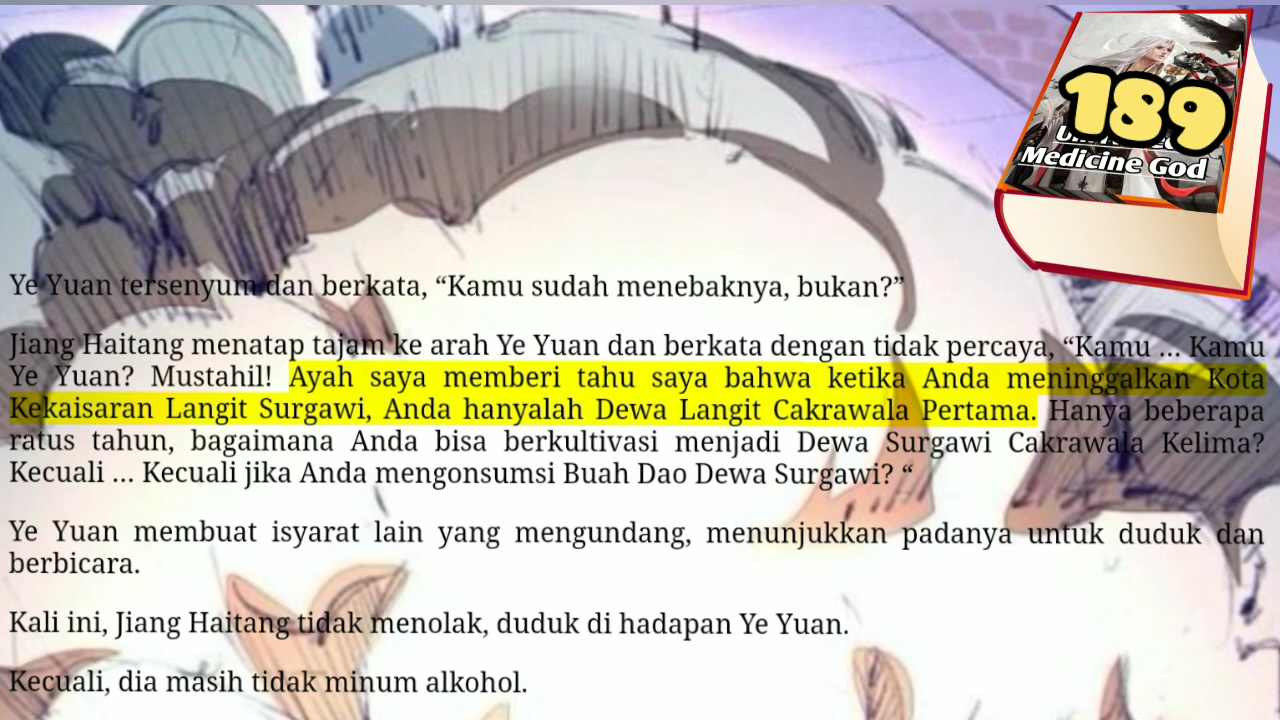 189
Medicine God
Ye Yuan tersenyum dan berkata, “Kamu sudah menebaknya, bukan?”
Jiang Haitang menatap tajam ke arah Ye Yuan dan berkata dengan tidak percaya, “Kamu ... Kamu
Ye Yuan? Mustahil! Ayah saya memberi tahu saya bahwa ketika Anda meninggalkan Kota
Kekaisaran Langit Surgawi, Anda hanyalah Dewa Langit Cakrawala Pertama. Hanya beberapa
ratus tahun, bagaimana Anda bisa berkultivasi menjadi Dewa Surgawi Cakrawala Kelima?
Kecuali ... Kecuali jika Anda mengonsumsi Buah Dao Dewa Surgawi? “
Ye Yuan membuat isyarat lain yang mengundang, menunjukkan padanya untuk duduk dan
berbicara.
Kali ini, Jiang Haitang tidak menolak, duduk di hadapan Ye Yuan.
Kecuali, dia masih tidak minum alkohol.